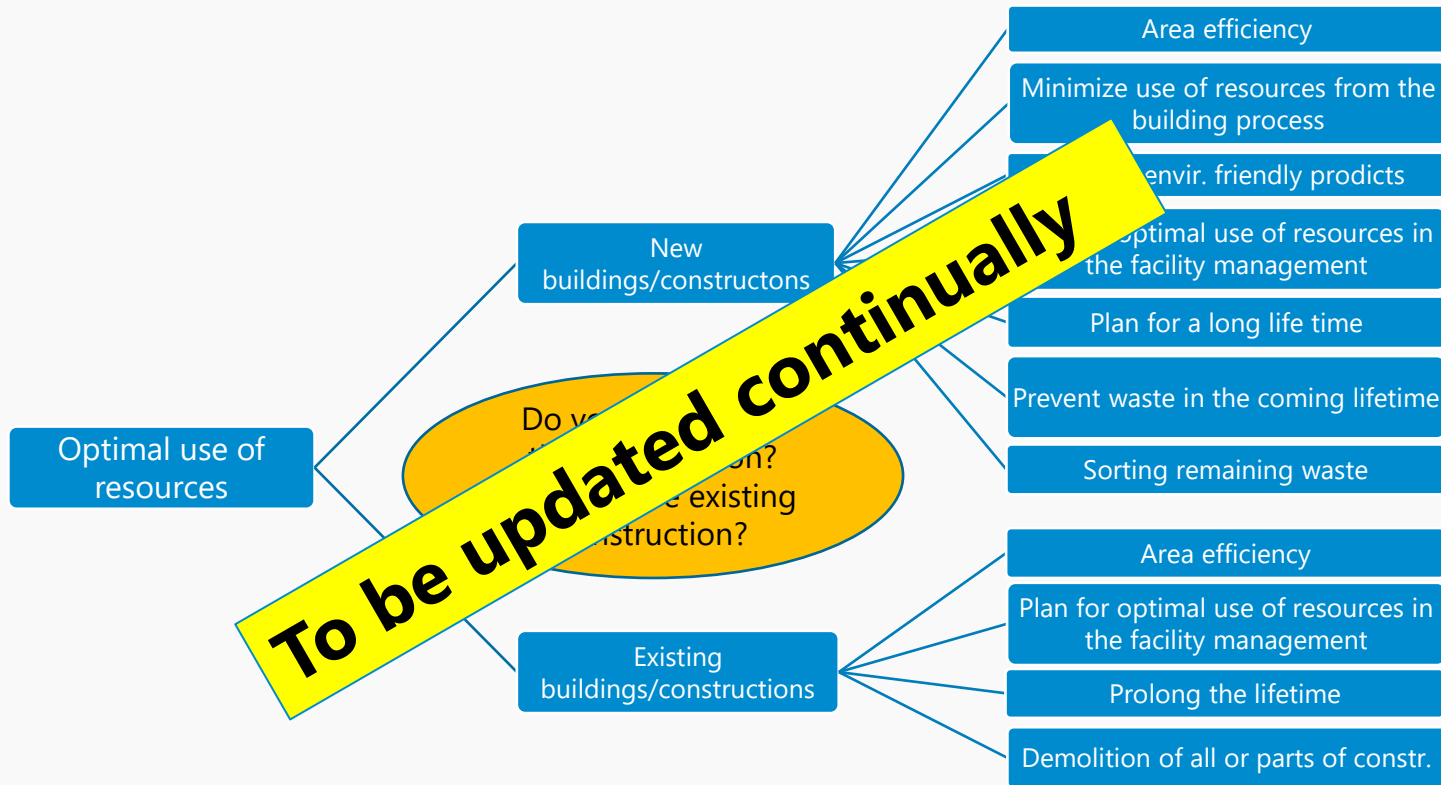 Optimal use of
resources
New
buildings/constructons
Do
on?
existing
Existing
buildings/constructions
Area efficiency
Minimize use of resources from the
building process
envir. friendly prodicts
optimal use of resources in
the facility management
Plan for a long life time
Prevent waste in the coming lifetime
Sorting remaining waste
Area efficiency
Plan for optimal use of resources in
the facility management
Prolong the lifetime
Demolition of all or parts of constr.
To be updated continually